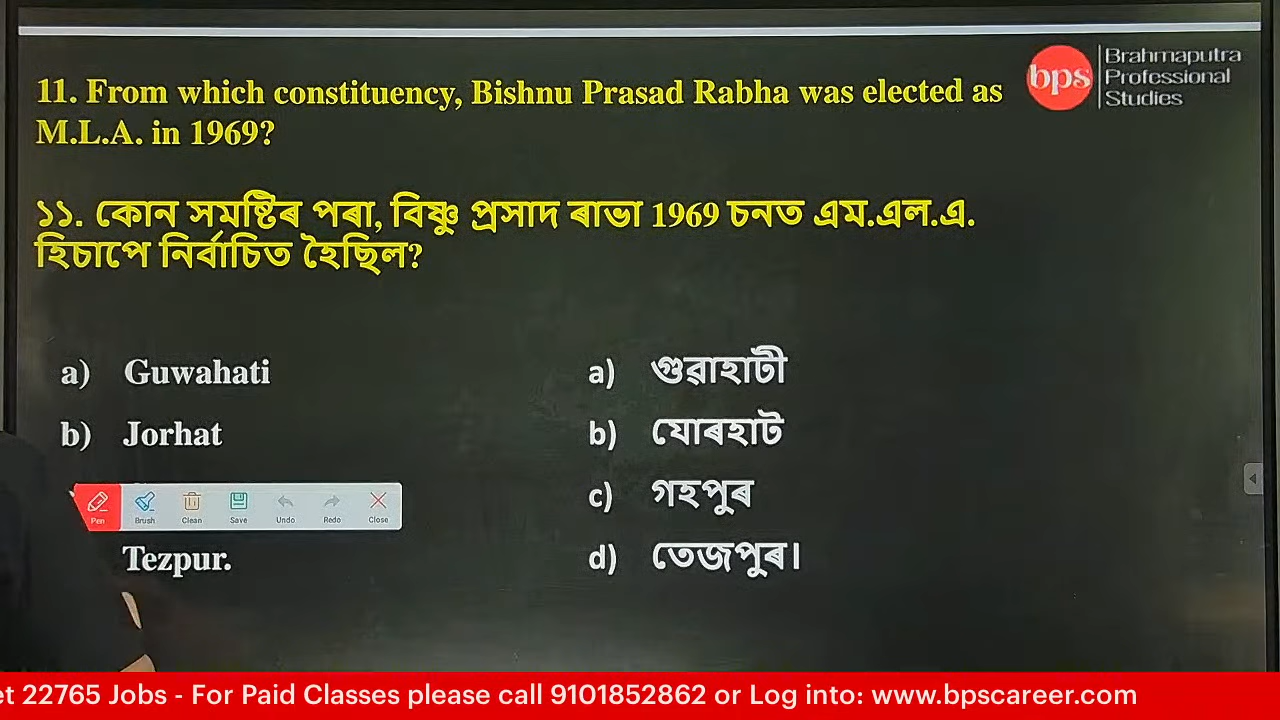 11. From which constituency, Bishnu Prasad Rabha was elected as
M.L.A. in 1969?
bps
Brahmaputra
Professional
Studies
১১. কোন সমষ্টিৰ পৰা, বিষ্ণু প্ৰসাদ ৰাভা 1969 চনত এম.এল.এ.
হিচাপে নিৰ্বাচিত হৈছিল?
a) Guwahati
b) Jorhat
Tezpur.
a) গুৱাহাটী
b) যোৰহাট
c) গহপুৰ
d) তেজপুৰ।
Pen Brush Clean Save Undo Redo Close
et 22765 Jobs - For Paid Classes please call 9101852862 or Log into: www.bpscareer.com